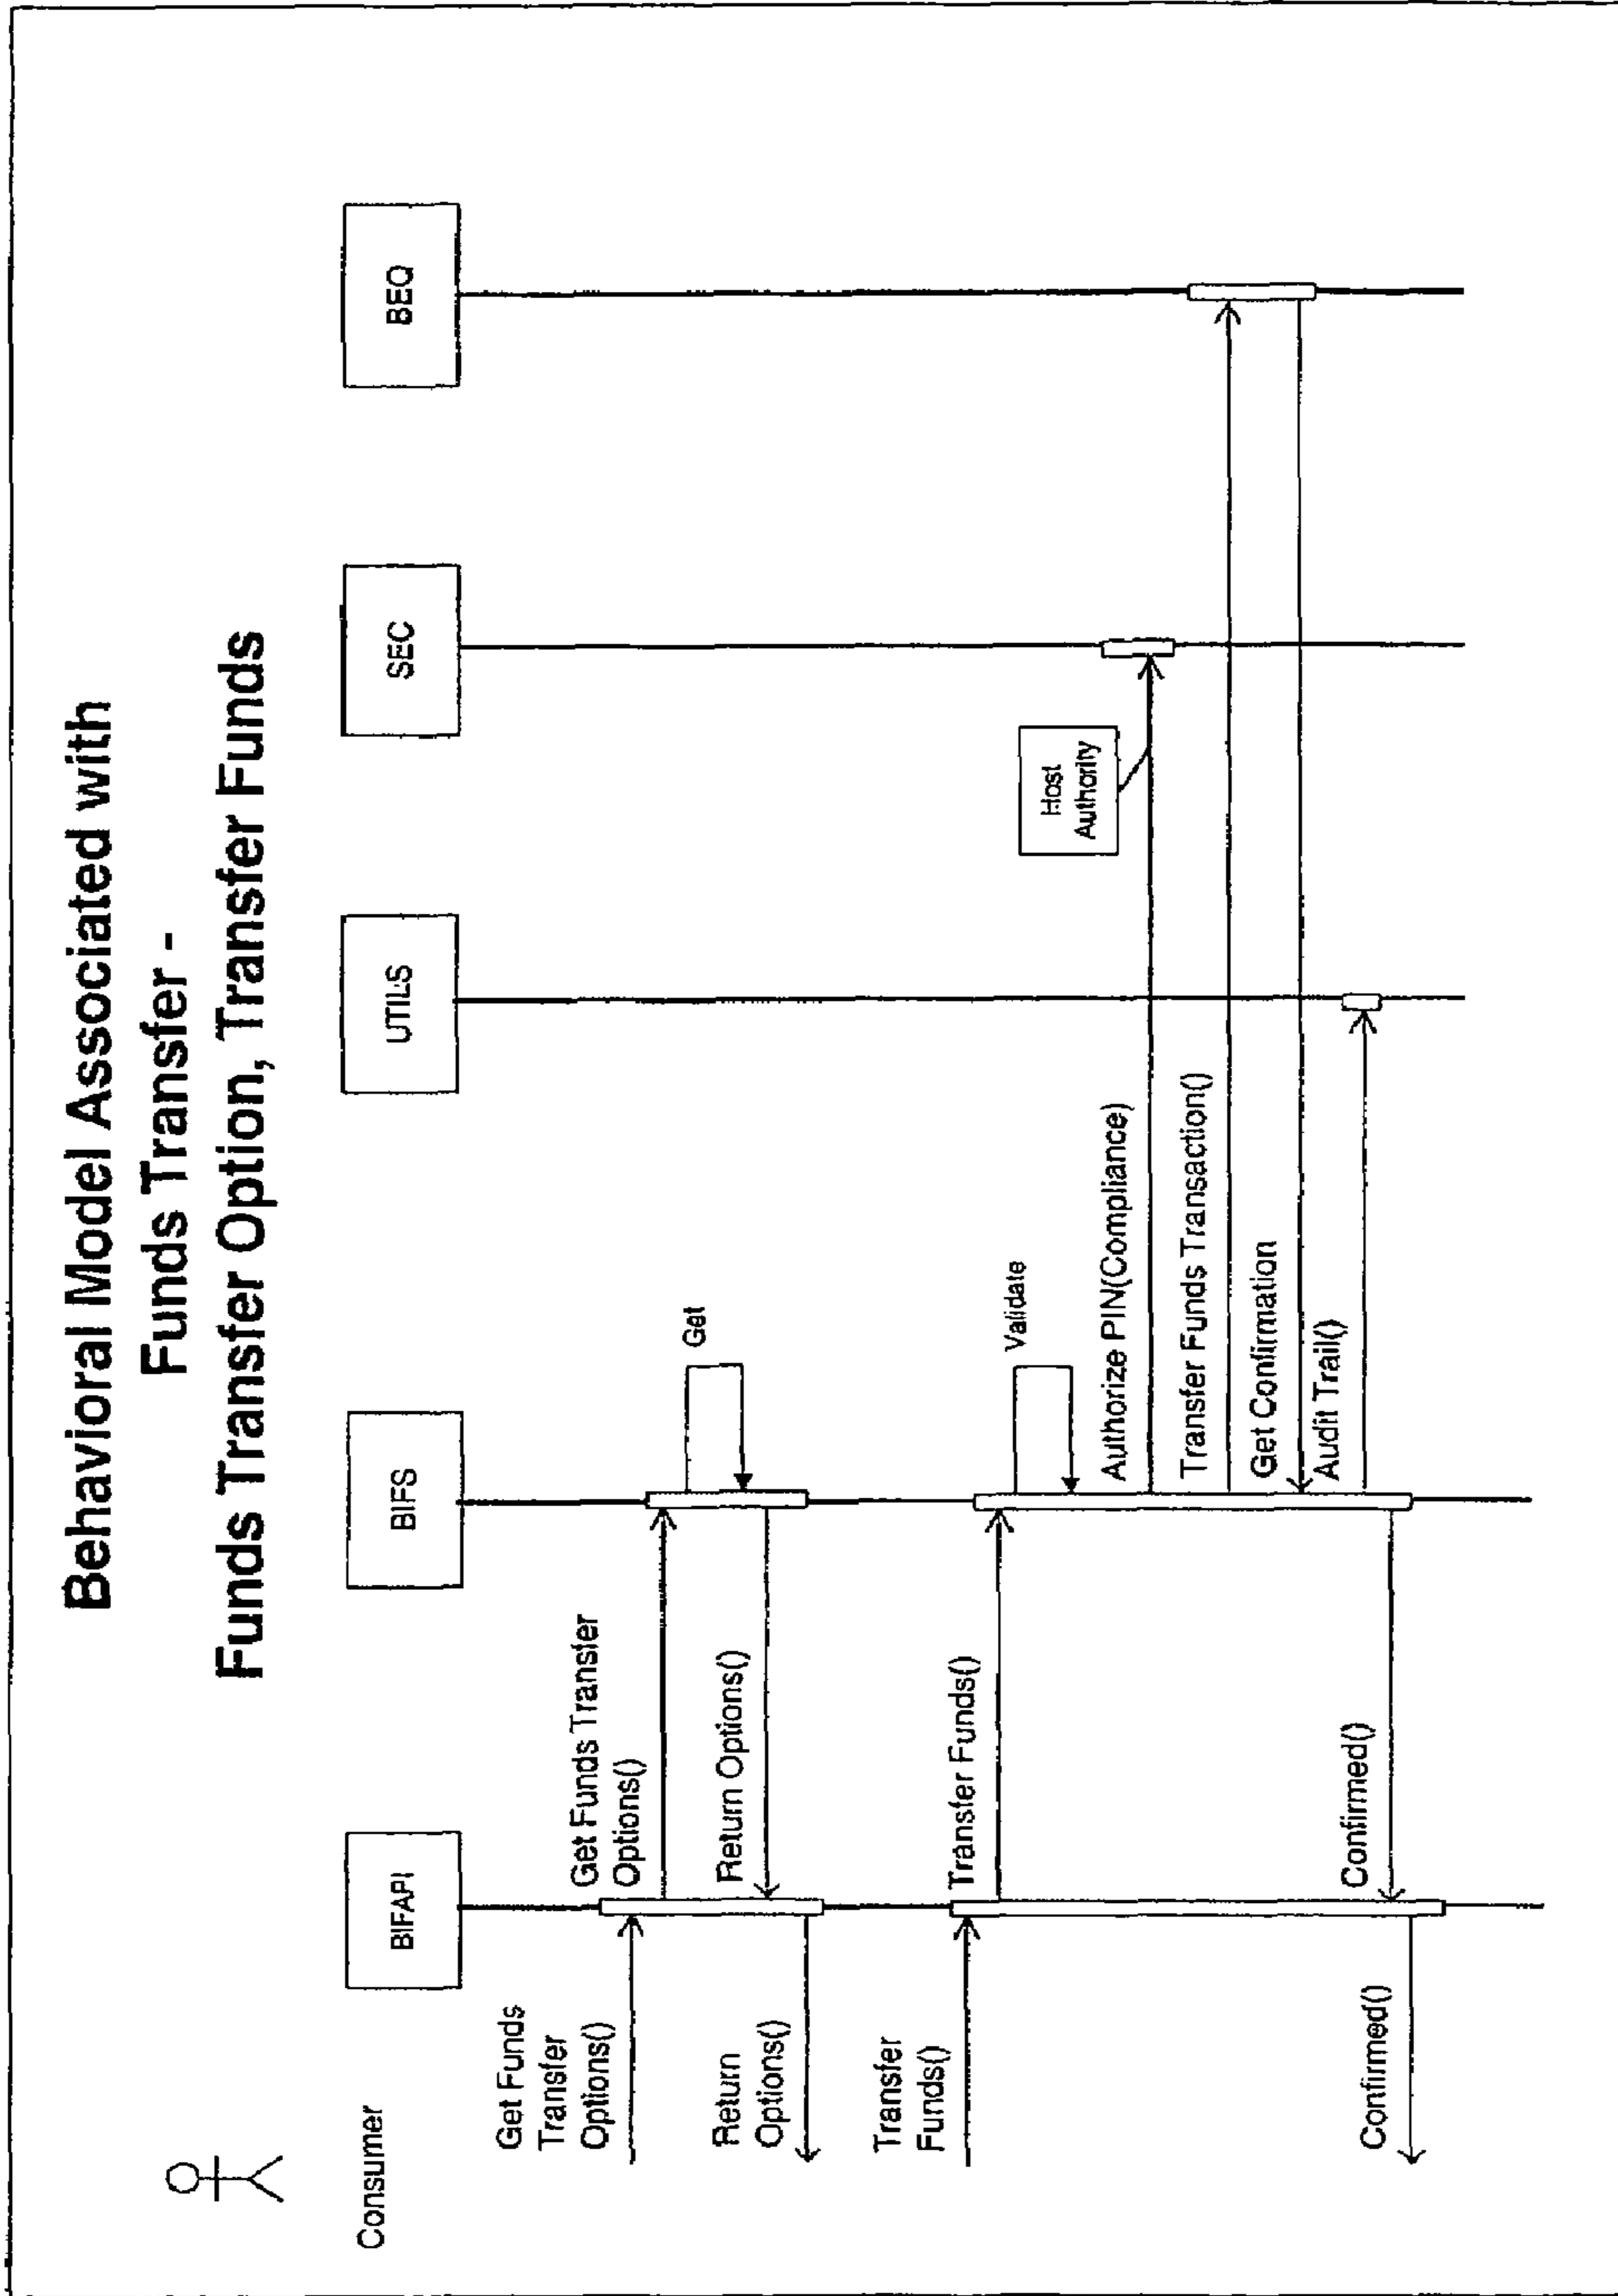 Behavioral Model Associated with
Funds Transfer -
Funds Transfer Option, Transfer Funds
Consumer
BIFAPI
BIFS
UTILS
SEC
BEQ
Get Funds
Transfer
Options()
Get Funds Transfer
Options()
Get
Return Options()
Return
Options()
Transfer
Funds()
Transfer Funds()
Validate
Host
Authority
Authorize PIN(Compliance)
Transfer Funds Transaction()
Get Confirmation
Audit Trail()
Confirmed()
Confirmed()